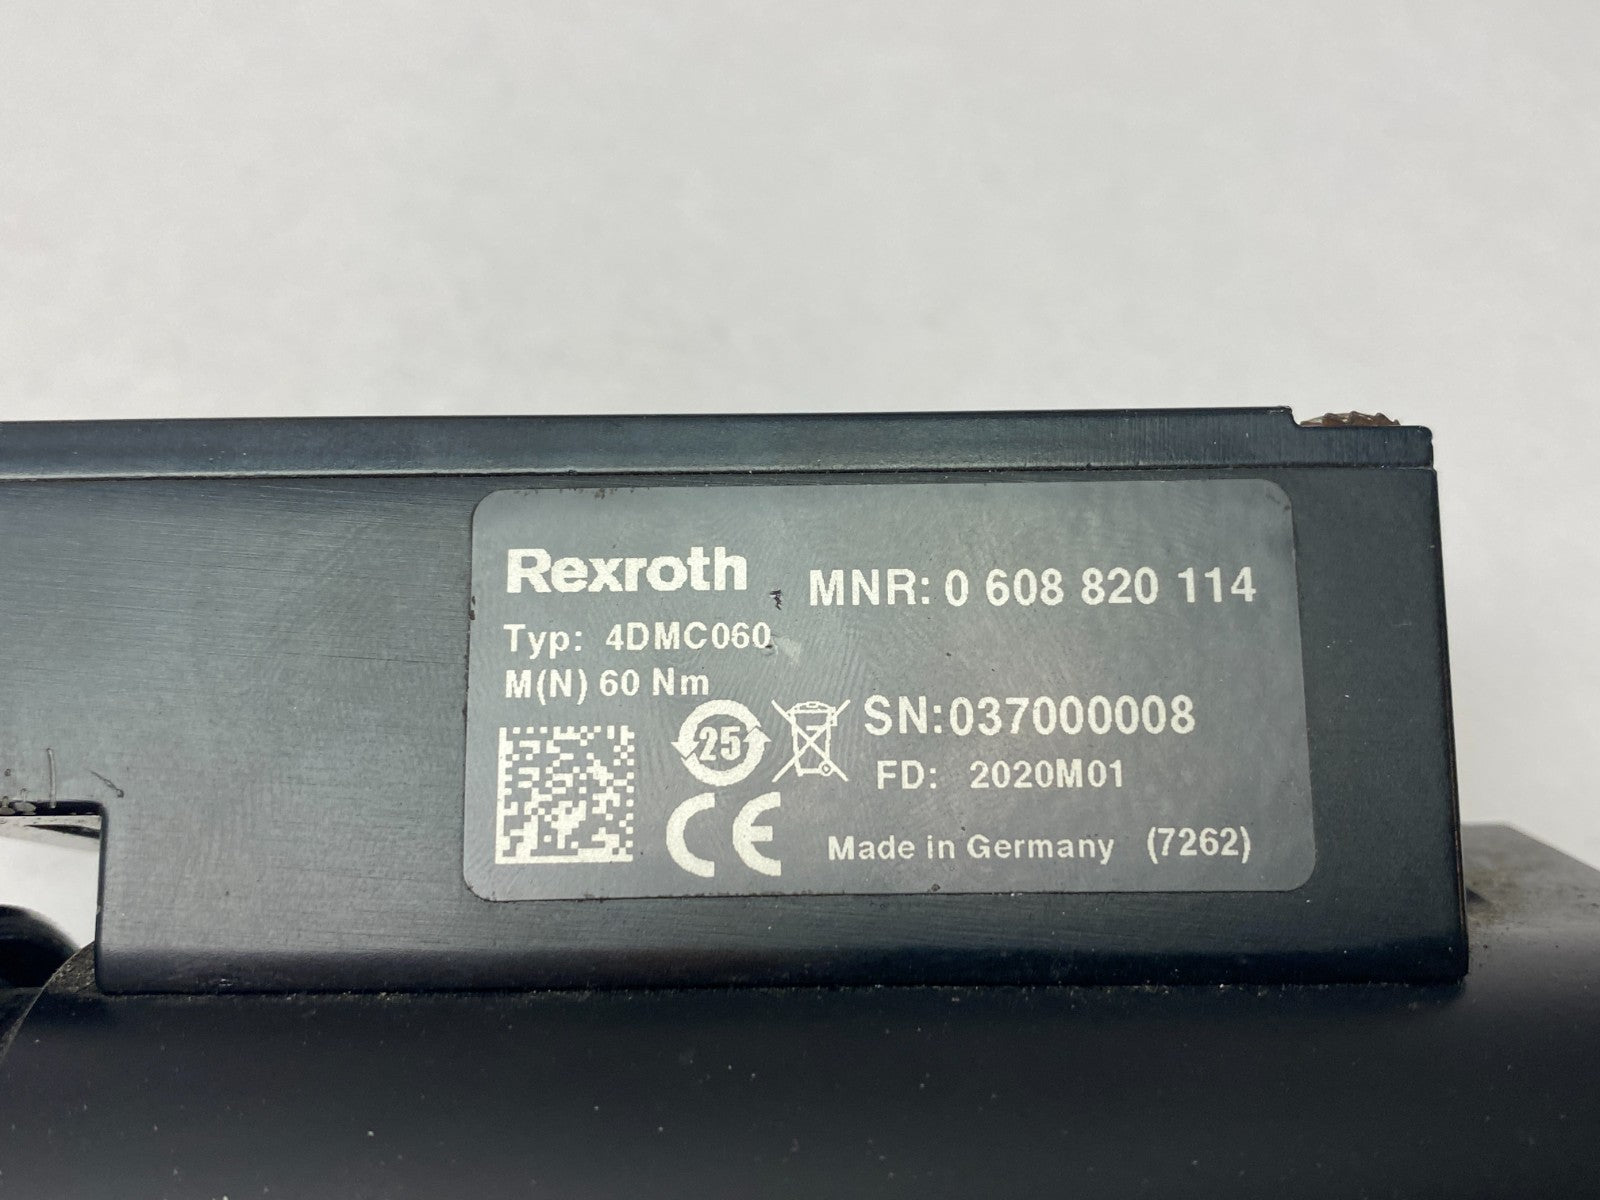 Rexroth
MNR: 0 608 820 114
Typ: 4DMC060
M(N) 60 Nm
25
SN:037000008
FD: 2020M01
CE
Made in Germany (7262)